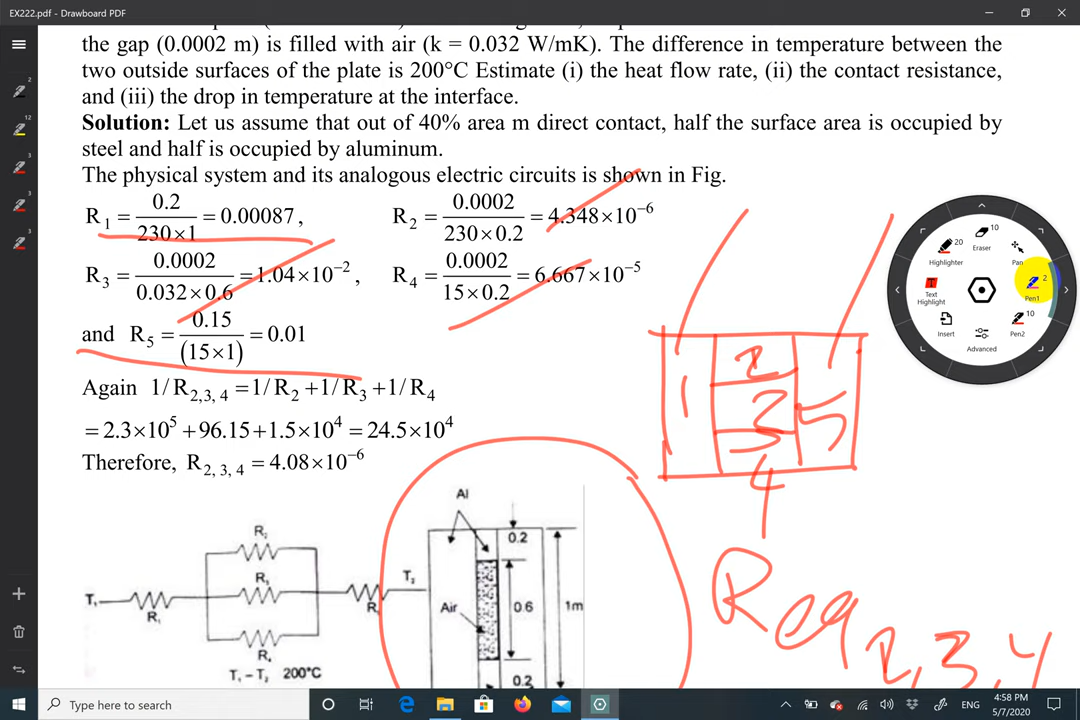 EX222.pdf - Drawboard PDF
the gap (0.0002 m) is filled with air (k = 0.032 W/mK). The difference in temperature between the
two outside surfaces of the plate is 200°C Estimate (i) the heat flow rate, (ii) the contact resistance,
and (iii) the drop in temperature at the interface.
Solution: Let us assume that out of 40% area m direct contact, half the surface area is occupied by
steel and half is occupied by aluminum.
The physical system and its analogous electric circuits is shown in Fig.
R₁ = 0.2 / 230×1 = 0.00087, R₂ = 0.0002 / 230×0.2 = 4.348×10⁻⁶
R₃ = 0.0002 / 0.032×0.6 = 1.04×10⁻², R₄ = 0.0002 / 15×0.2 = 6.667×10⁻⁵
and R₅ = 0.15 / (15×1) = 0.01
Again 1/R₂,₃,₄ = 1/R₂ + 1/R₃ + 1/R₄
= 2.3×10⁵ + 96.15 + 1.5×10⁴ = 24.5×10⁴
Therefore, R₂,₃,₄ = 4.08×10⁻⁶
1 2 3 4 5
Req 2,3,4
T₁ R₁ R₂ R₃ R₄ R T₂
T₁ - T₂ 200°C
Al
0.2
Air 0.6 1m
0.2
2
12
3
3
3
10
Eraser
20
Highlighter
Pan
Text
Highlight
2
Pen1
Insert
10
Pen2
Advanced
Type here to search
ENG
4:58 PM
5/7/2020